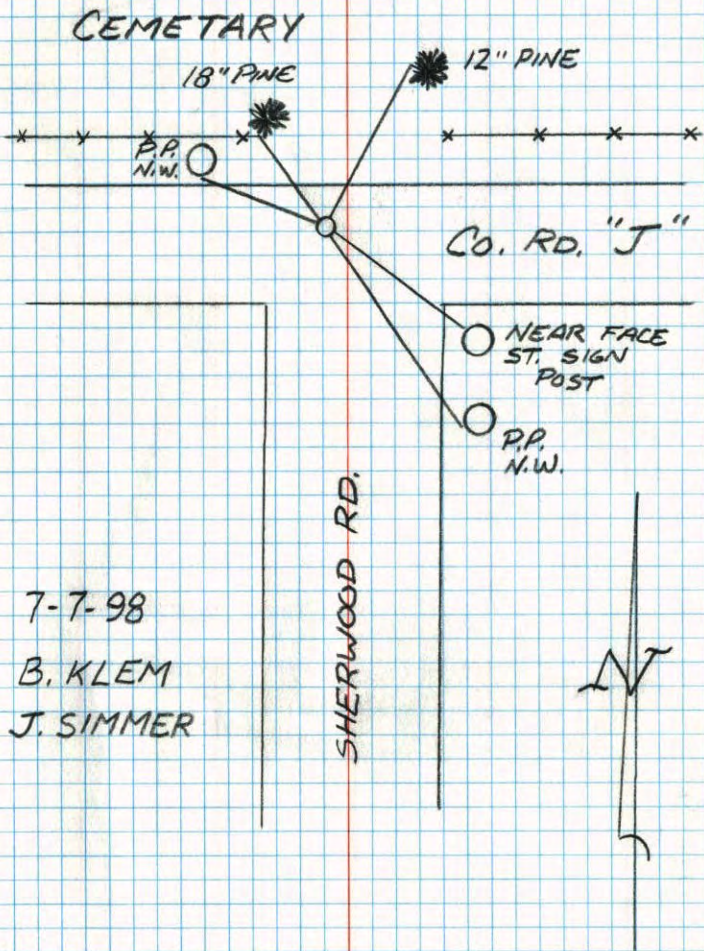 CEMETARY
18" PINE
12" PINE
P.P.
N.W.
CO. RD. "J"
NEAR FACE
ST. SIGN
POST
P.P.
N.W.
SHERWOOD RD.
7-7-98
B. KLEM
J. SIMMER
N